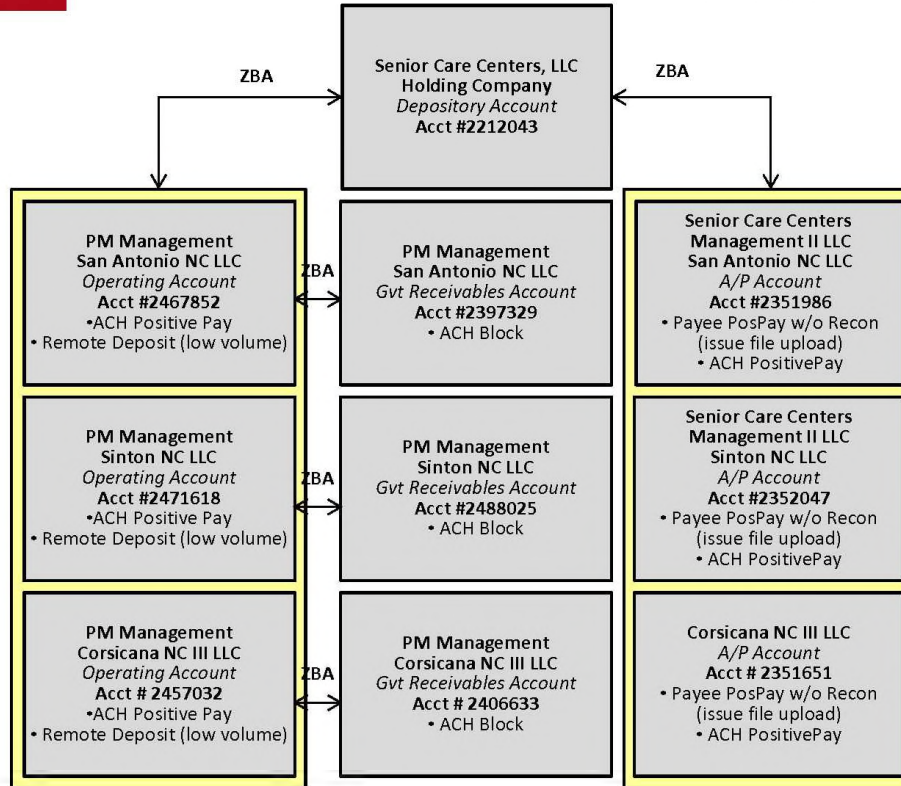 ZBA
Senior Care Centers, LLC
Holding Company
Depository Account
Acct #2212043
ZBA
PM Management
San Antonio NC LLC
Operating Account
Acct #2467852
•ACH Positive Pay
• Remote Deposit (low volume)
ZBA
PM Management
San Antonio NC LLC
Gvt Receivables Account
Acct #2397329
• ACH Block
Senior Care Centers
Management II LLC
San Antonio NC LLC
A/P Account
Acct #2351986
• Payee PosPay w/o Recon
(issue file upload)
• ACH PositivePay
PM Management
Sinton NC LLC
Operating Account
Acct #2471618
•ACH Positive Pay
• Remote Deposit (low volume)
ZBA
PM Management
Sinton NC LLC
Gvt Receivables Account
Acct #2488025
• ACH Block
Senior Care Centers
Management II LLC
Sinton NC LLC
A/P Account
Acct #2352047
• Payee PosPay w/o Recon
(issue file upload)
• ACH PositivePay
PM Management
Corsicana NC III LLC
Operating Account
Acct # 2457032
•ACH Positive Pay
• Remote Deposit (low volume)
ZBA
PM Management
Corsicana NC III LLC
Gvt Receivables Account
Acct # 2406633
• ACH Block
Corsicana NC III LLC
A/P Account
Acct # 2351651
• Payee PosPay w/o Recon
(issue file upload)
• ACH PositivePay